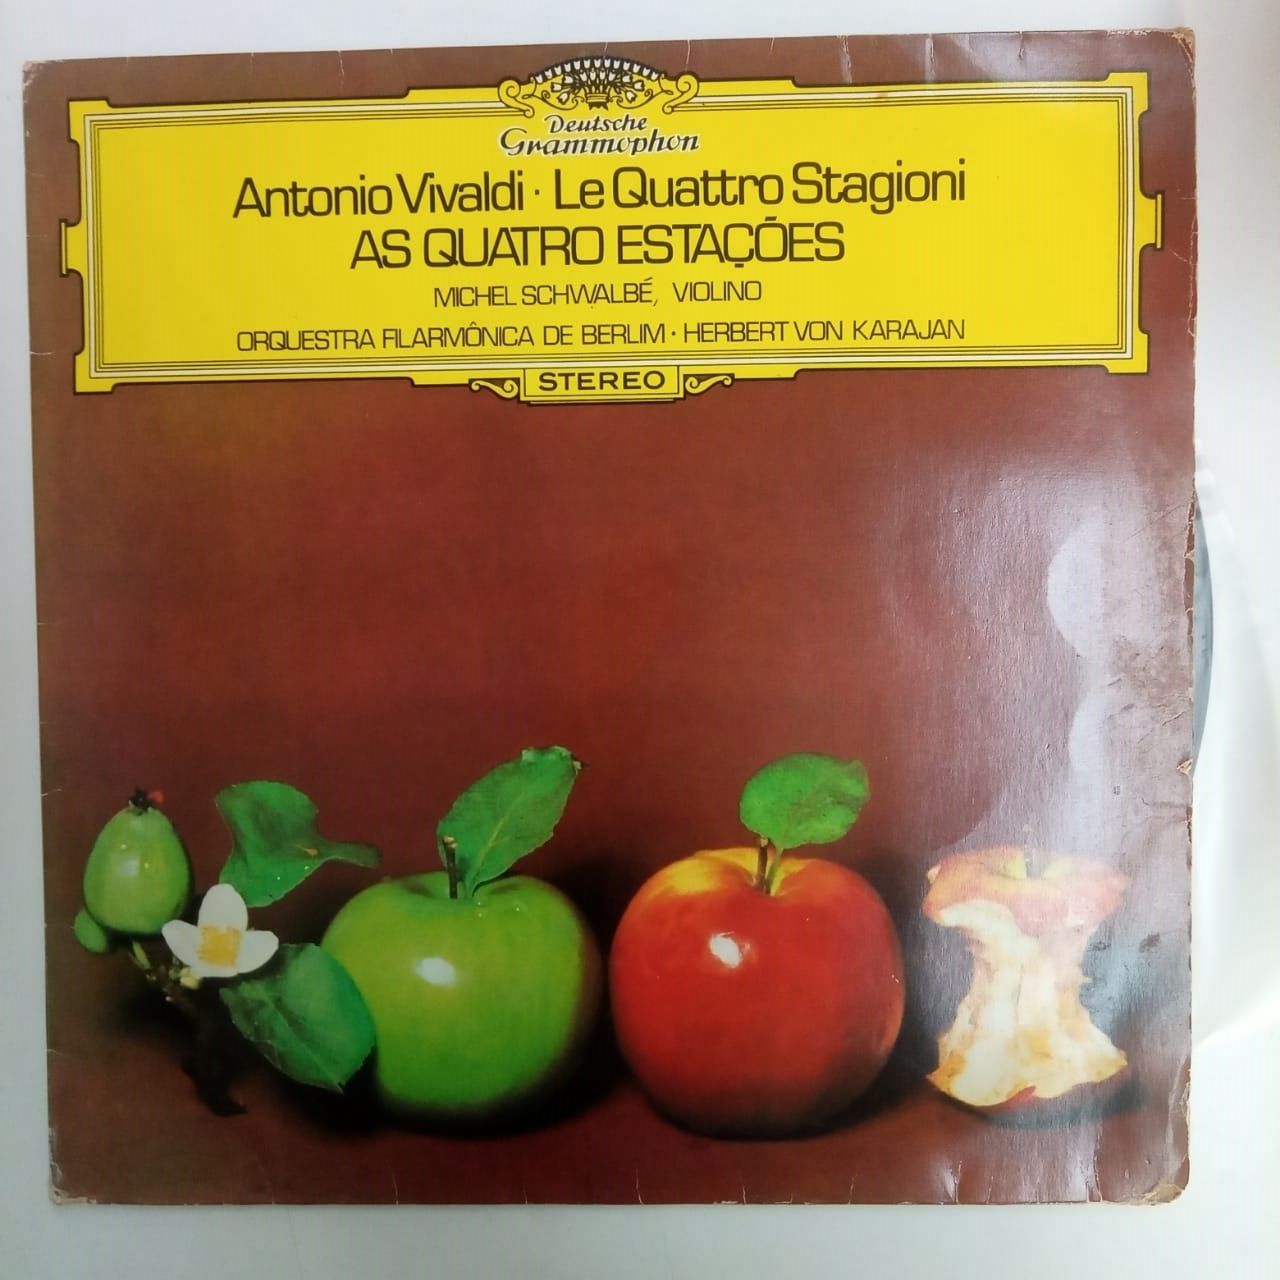 Deutsche
Grammophon
Antonio Vivaldi · Le Quattro Stagioni
AS QUATRO ESTAÇÕES
MICHEL SCHWALBÉ, VIOLINO
ORQUESTRA FILARMÔNICA DE BERLIM · HERBERT VON KARAJAN
STEREO